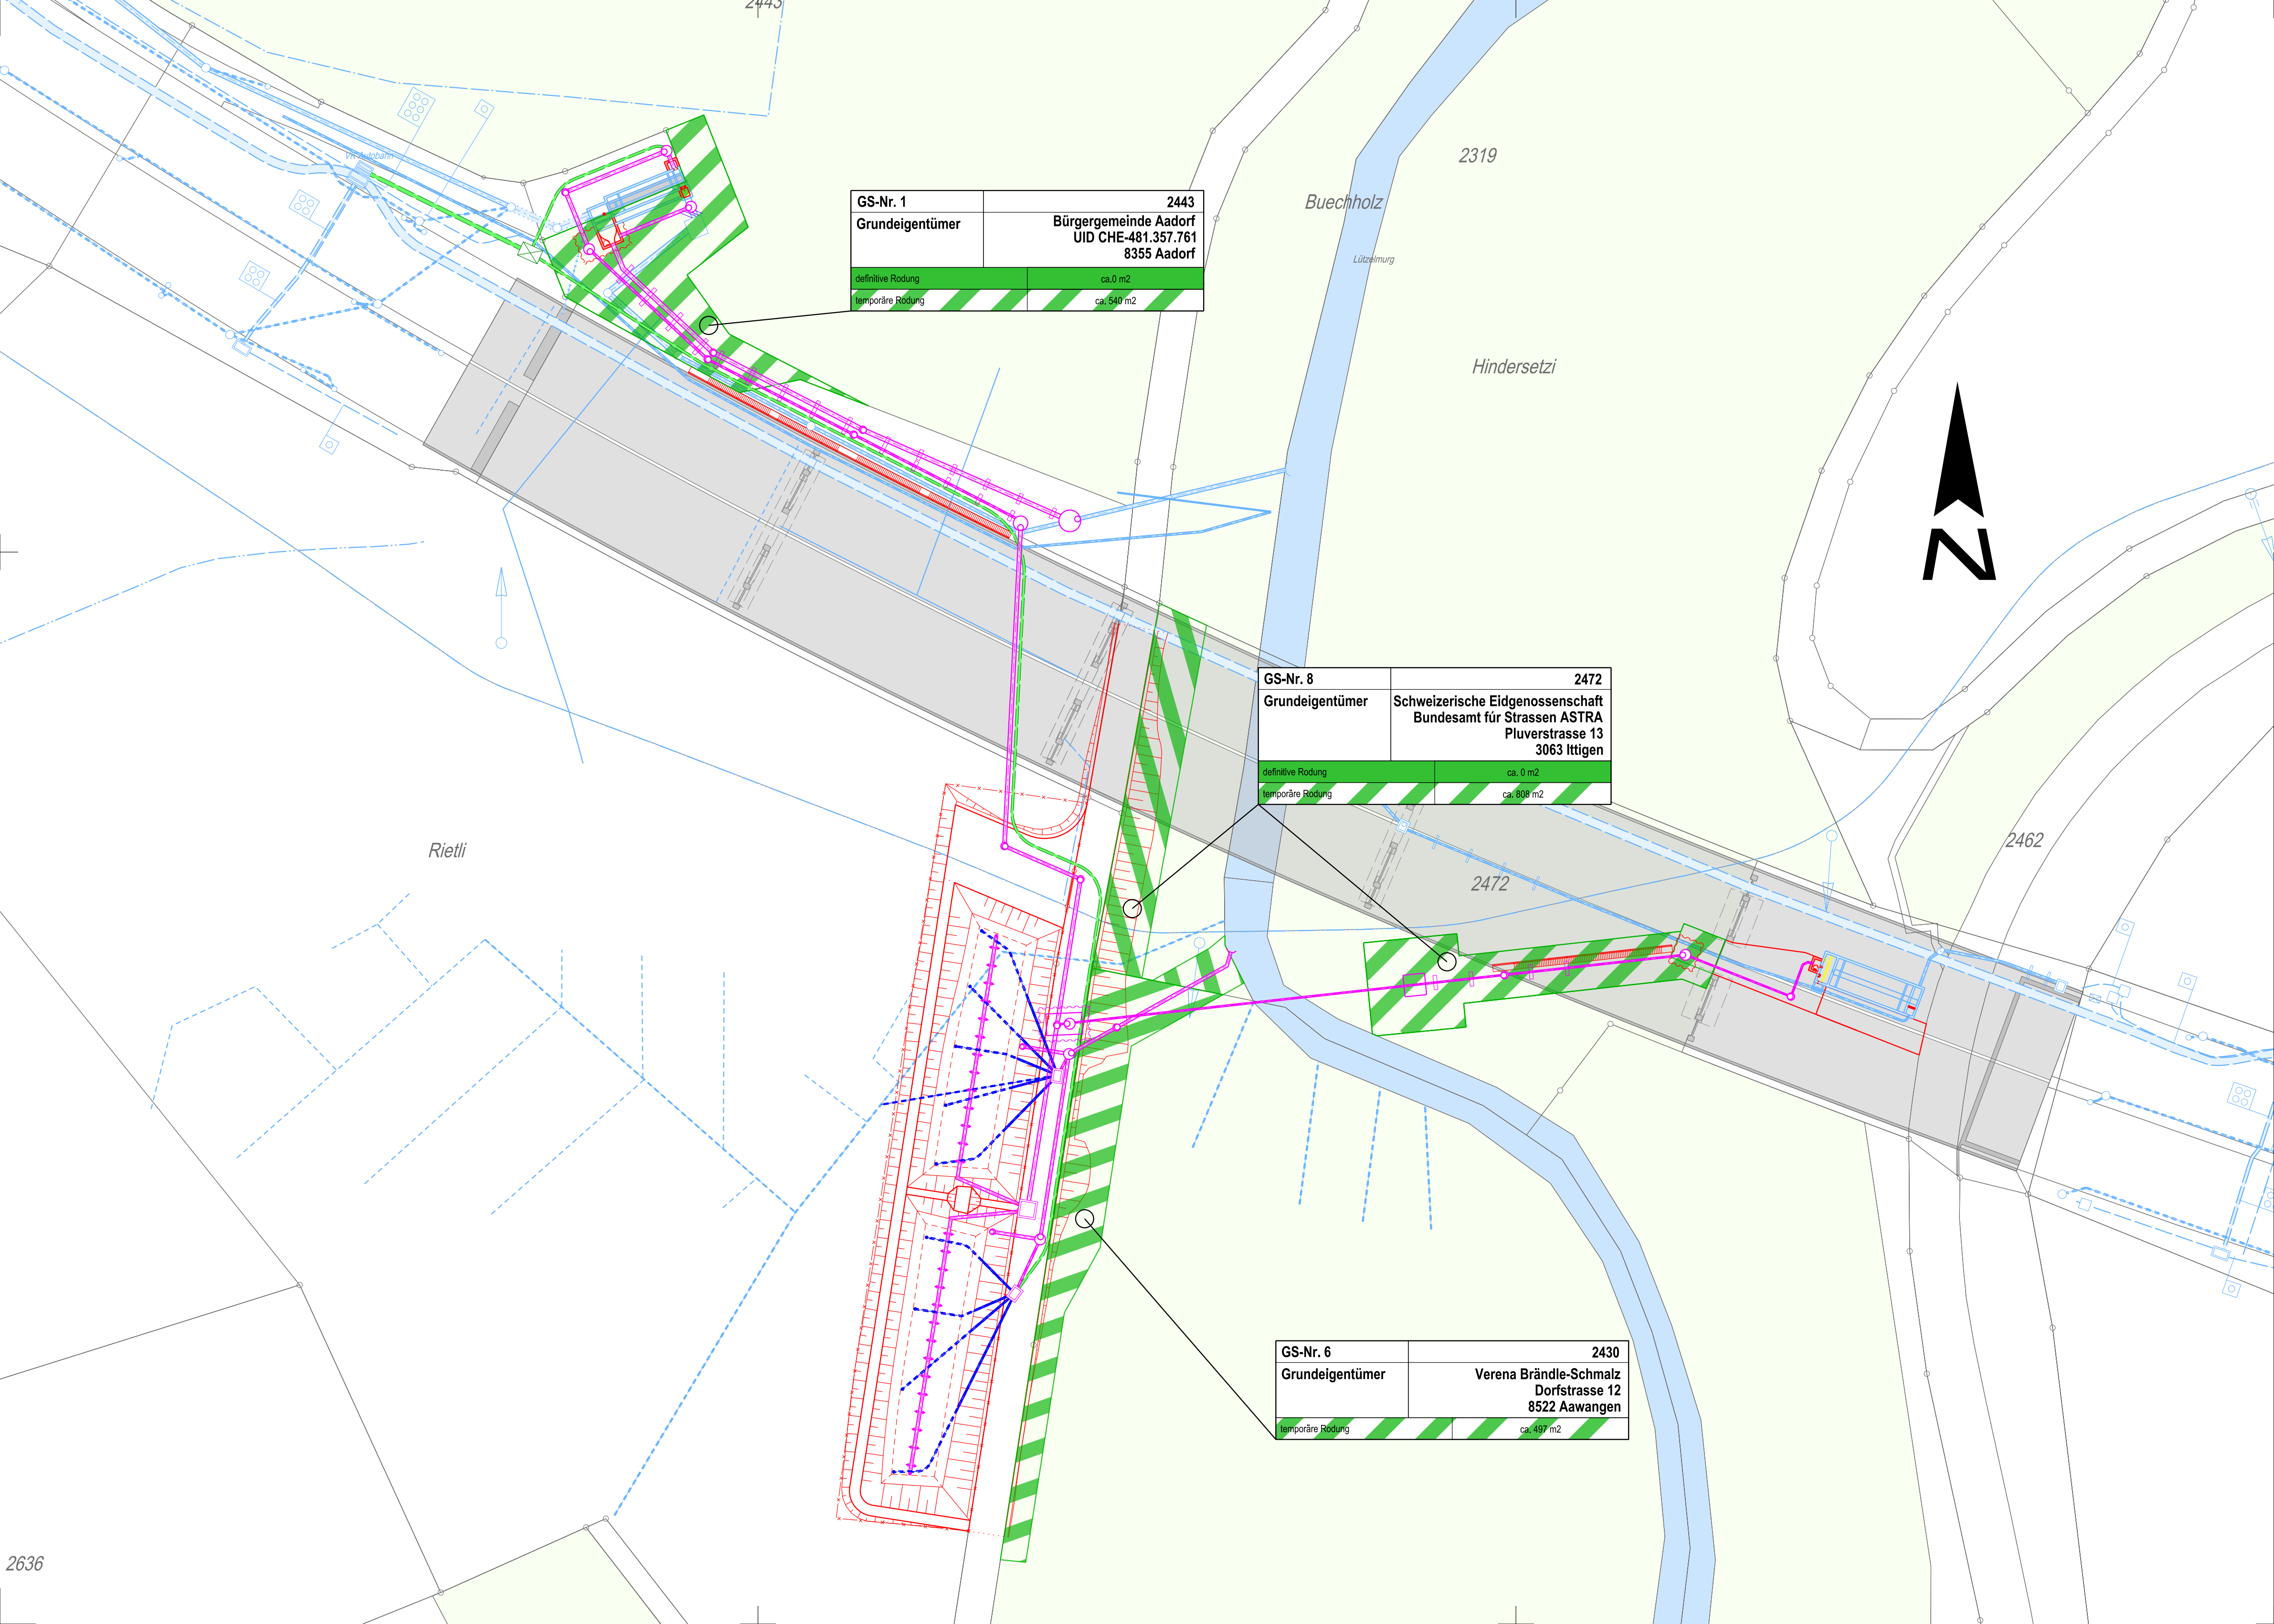 2443
VR Autobahn
2319
Buechholz
GS-Nr. 1 2443
Grundeigentümer Bürgergemeinde Aadorf
UID CHE-481.357.761
8355 Aadorf
definitive Rodung ca.0 m2
temporäre Rodung ca. 540 m2
Lützelmurg
Hindersetzi
N
GS-Nr. 8 2472
Grundeigentümer Schweizerische Eidgenossenschaft
Bundesamt für Strassen ASTRA
Pluverstrasse 13
3063 Ittigen
definitive Rodung ca. 0 m2
temporäre Rodung ca. 808 m2
Rietli
2462
2472
GS-Nr. 6 2430
Grundeigentümer Verena Brändle-Schmalz
Dorfstrasse 12
8522 Aawangen
temporäre Rodung ca. 497 m2
2636